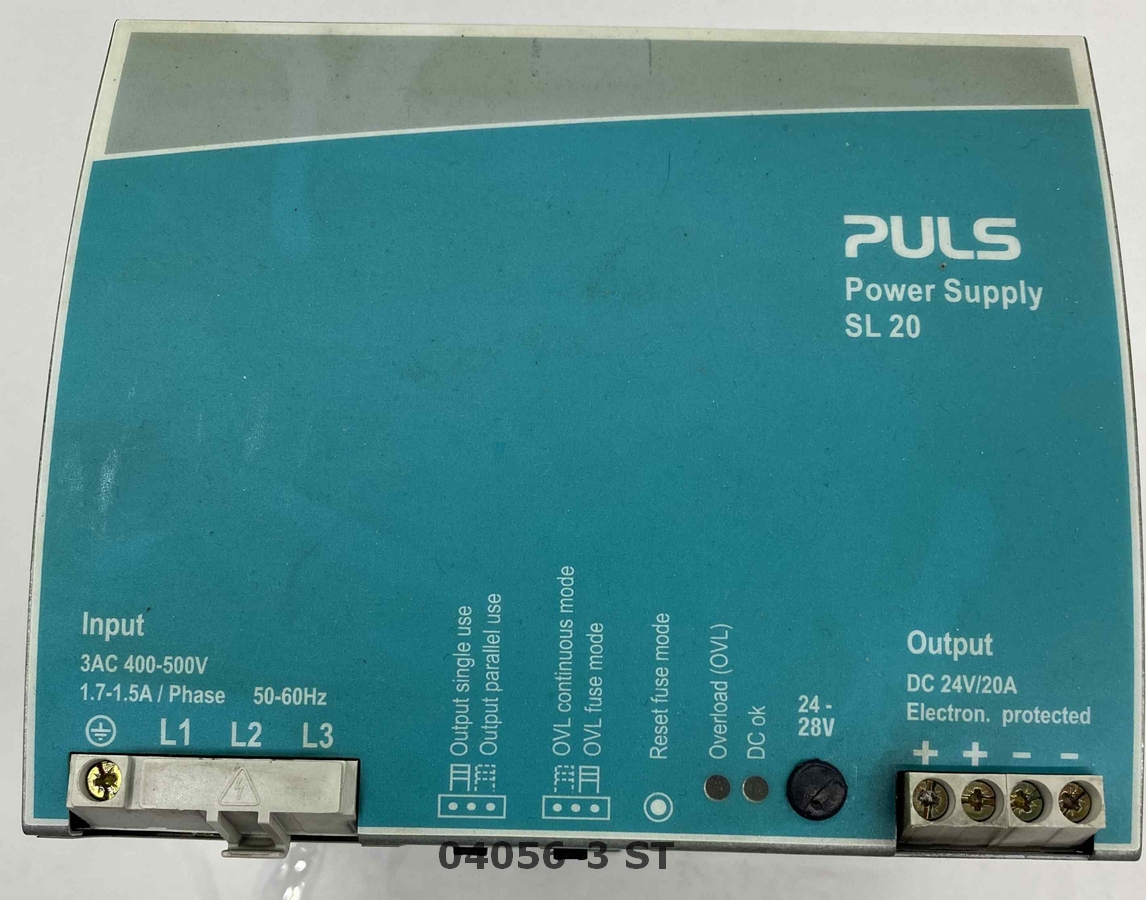 PULS
Power Supply
SL 20
Input
3AC 400-500V
1.7-1.5A / Phase 50-60Hz
L1 L2 L3
Output single use
Output parallel use
OVL continuous mode
OVL fuse mode
Reset fuse mode
Overload (OVL)
DC ok
24 -
28V
Output
DC 24V/20A
Electron. protected
+ + - -
04056-3 ST